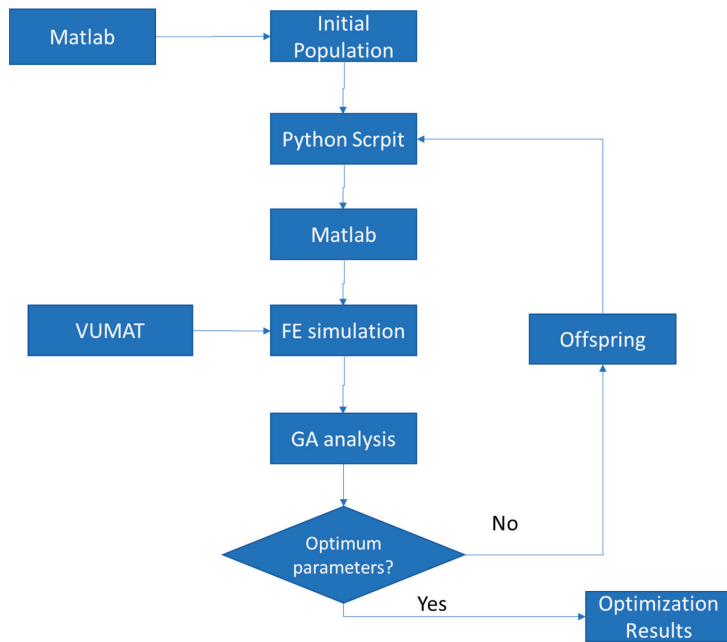 Matlab
Initial
Population
Python Scrpit
Matlab
VUMAT
FE simulation
Offspring
GA analysis
Optimum
parameters?
No
Yes
Optimization
Results